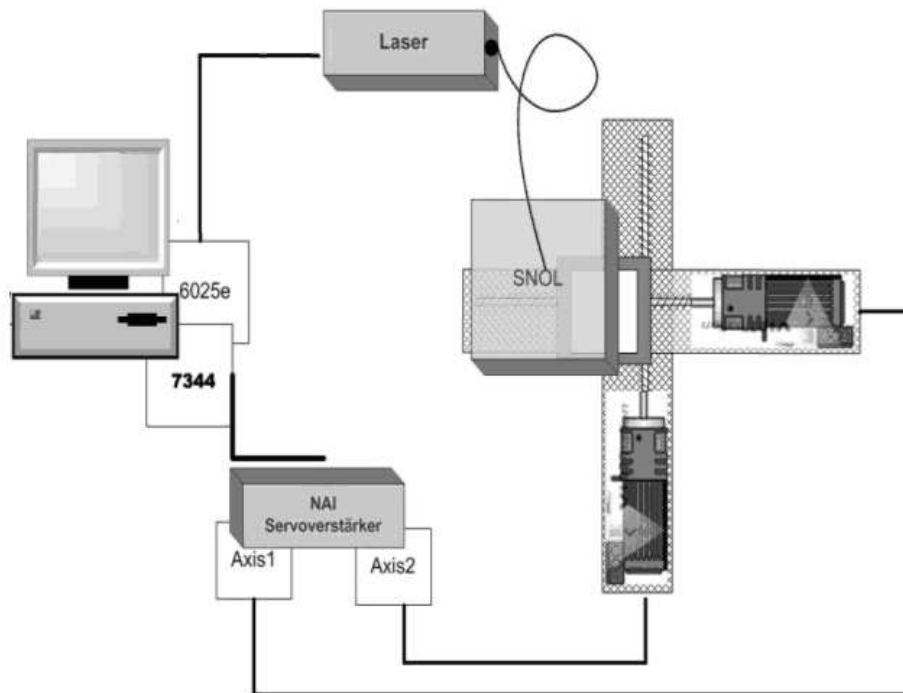 Laser
6025e
SNOL
7344
NAI
Servoverstärker
Axis1
Axis2